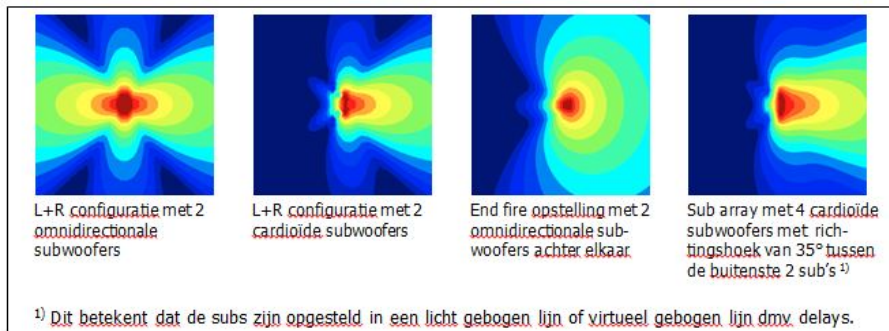 L+R configuratie met 2
omnidirectionale
subwoofers
L+R configuratie met 2
cardioïde subwoofers
End fire opstelling met 2
omnidirectionale sub-
woofers achter elkaar
Sub array met 4 cardioïde
subwoofers met rich-
tingshoek van 35° tussen
de buitenste 2 sub's 1)
1) Dit betekent dat de subs zijn opgesteld in een licht gebogen lijn of virtueel gebogen lijn dmv delays.